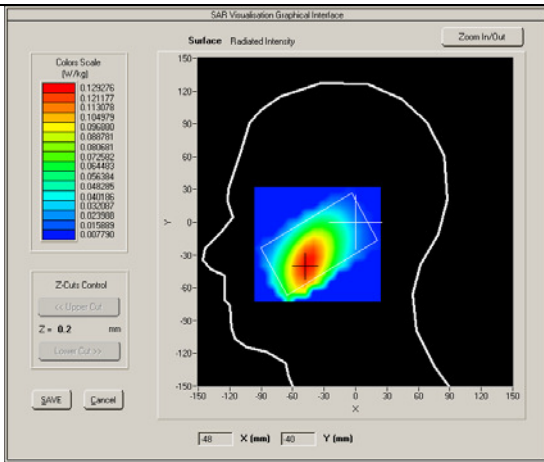 SAR Visualisation Graphical Interface
Surface Radiated Intensity
Zoom In/Out
Colors Scale
(W/kg)
0.129276
0.121177
0.113078
0.104979
0.096880
0.088781
0.080681
0.072582
0.064483
0.056384
0.048285
0.040186
0.032087
0.023988
0.015889
0.007790
150
120
90
60
30
0
-30
-60
-90
-120
-150
Y
-150 -120 -90 -60 -30 0 30 60 90 120 150
X
Z-Cuts Control
<< Upper Cut
Z = 0.2 mm
Lower Cut >>
SAVE Cancel
-48 X (mm) -40 Y (mm)